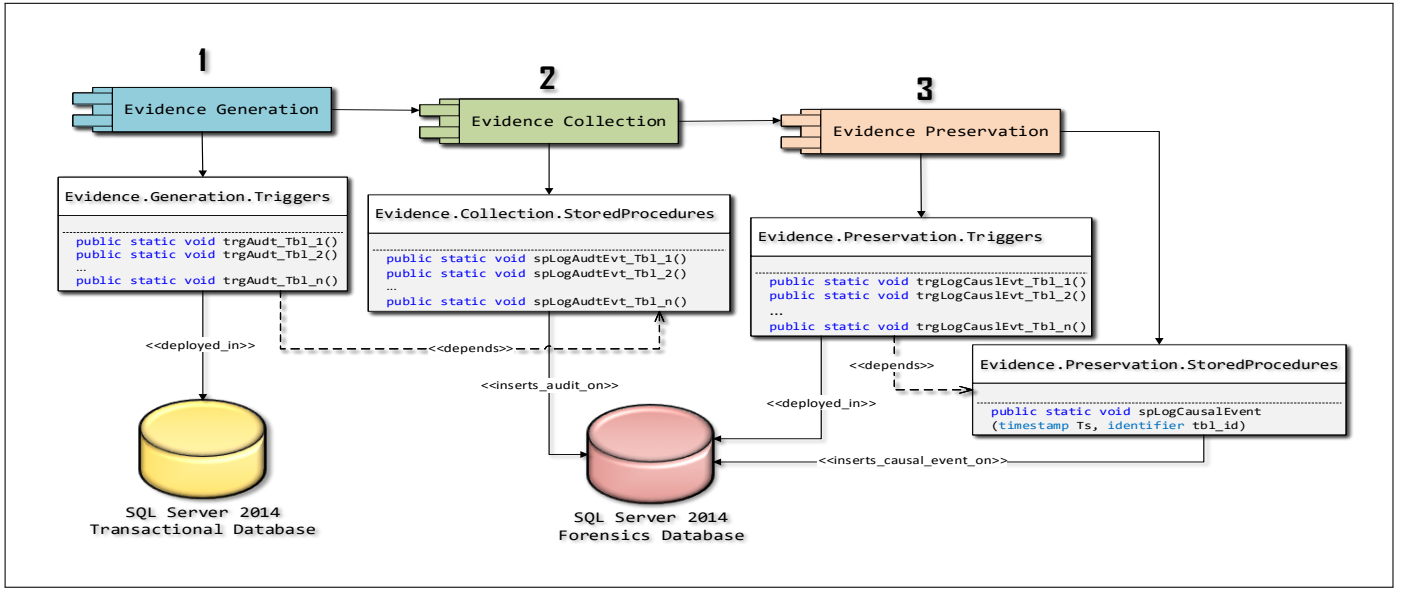 1
Evidence Generation
2
Evidence Collection
3
Evidence Preservation
Evidence.Generation.Triggers
public static void trgAudt_Tbl_1()
public static void trgAudt_Tbl_2()
...
public static void trgAudt_Tbl_n()
Evidence.Collection.StoredProcedures
public static void spLogAudtEvt_Tbl_1()
public static void spLogAudtEvt_Tbl_2()
...
public static void spLogAudtEvt_Tbl_n()
Evidence.Preservation.Triggers
public static void trgLogCauslEvt_Tbl_1()
public static void trgLogCauslEvt_Tbl_2()
...
public static void trgLogCauslEvt_Tbl_n()
Evidence.Preservation.StoredProcedures
public static void spLogCausalEvent
(timestamp Ts, identifier tbl_id)
<<deployed_in>>
<<depends>>
<<inserts_audit_on>>
<<depends>>
<<deployed_in>>
<<inserts_causal_event_on>>
SQL Server 2014
Transactional Database
SQL Server 2014
Forensics Database